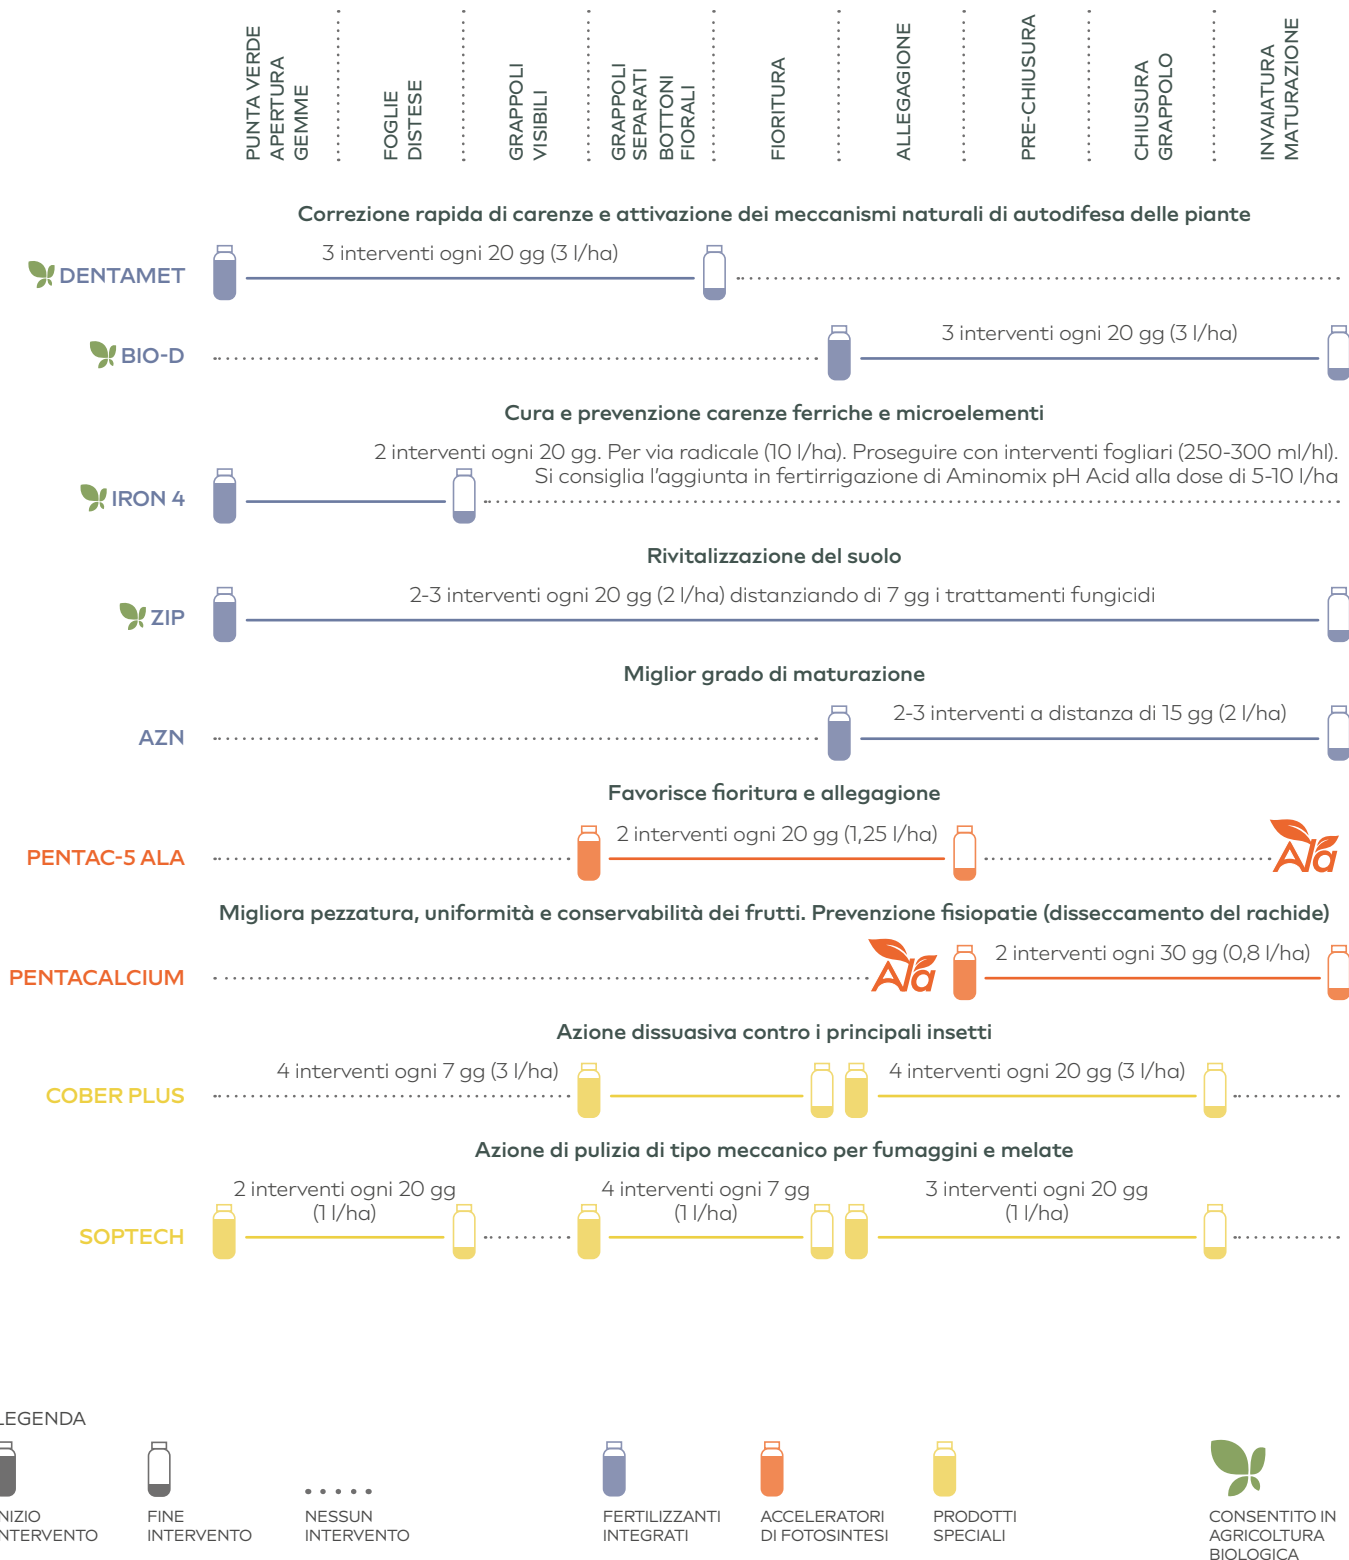 PUNTA VERDE
APERTURA
GEMME
FOGLIE
DISTESE
GRAPPOLI
VISIBILI
GRAPPOLI
SEPARATI
BOTTONI
FIORALI
FIORITURA
ALLEGAGIONE
PRE-CHIUSURA
CHIUSURA
GRAPPOLO
INVAIATURA
MATURAZIONE
Correzione rapida di carenze e attivazione dei meccanismi naturali di autodifesa delle piante
3 interventi ogni 20 gg (3 l/ha)
DENTAMET
3 interventi ogni 20 gg (3 l/ha)
BIO-D
Cura e prevenzione carenze ferriche e microelementi
2 interventi ogni 20 gg. Per via radicale (10 l/ha). Proseguire con interventi fogliari (250-300 ml/hl).
Si consiglia l'aggiunta in fertirrigazione di Aminomix pH Acid alla dose di 5-10 l/ha
IRON 4
Rivitalizzazione del suolo
2-3 interventi ogni 20 gg (2 l/ha) distanziando di 7 gg i trattamenti fungicidi
ZIP
Miglior grado di maturazione
2-3 interventi a distanza di 15 gg (2 l/ha)
AZN
Favorisce fioritura e allegagione
2 interventi ogni 20 gg (1,25 l/ha)
PENTAC-5 ALA
Ala
Migliora pezzatura, uniformità e conservabilità dei frutti. Prevenzione fisiopatie (disseccamento del rachide)
2 interventi ogni 30 gg (0,8 l/ha)
PENTACALCIUM
Ala
Azione dissuasiva contro i principali insetti
4 interventi ogni 7 gg (3 l/ha)
4 interventi ogni 20 gg (3 l/ha)
COBER PLUS
Azione di pulizia di tipo meccanico per fumaggini e melate
2 interventi ogni 20 gg
(1 l/ha)
4 interventi ogni 7 gg
(1 l/ha)
3 interventi ogni 20 gg
(1 l/ha)
SOPTECH
LEGENDA
NIZIO
NTERVENTO
FINE
INTERVENTO
NESSUN
INTERVENTO
FERTILIZZANTI
INTEGRATI
ACCELERATORI
DI FOTOSINTESI
PRODOTTI
SPECIALI
CONSENTITO IN
AGRICOLTURA
BIOLOGICA